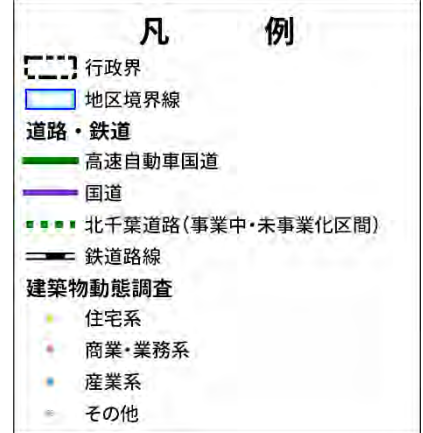 凡　例
行政界
地区境界線
道路・鉄道
高速自動車国道
国道
北千葉道路（事業中・未事業化区間）
鉄道路線
建築物動態調査
住宅系
商業・業務系
産業系
その他